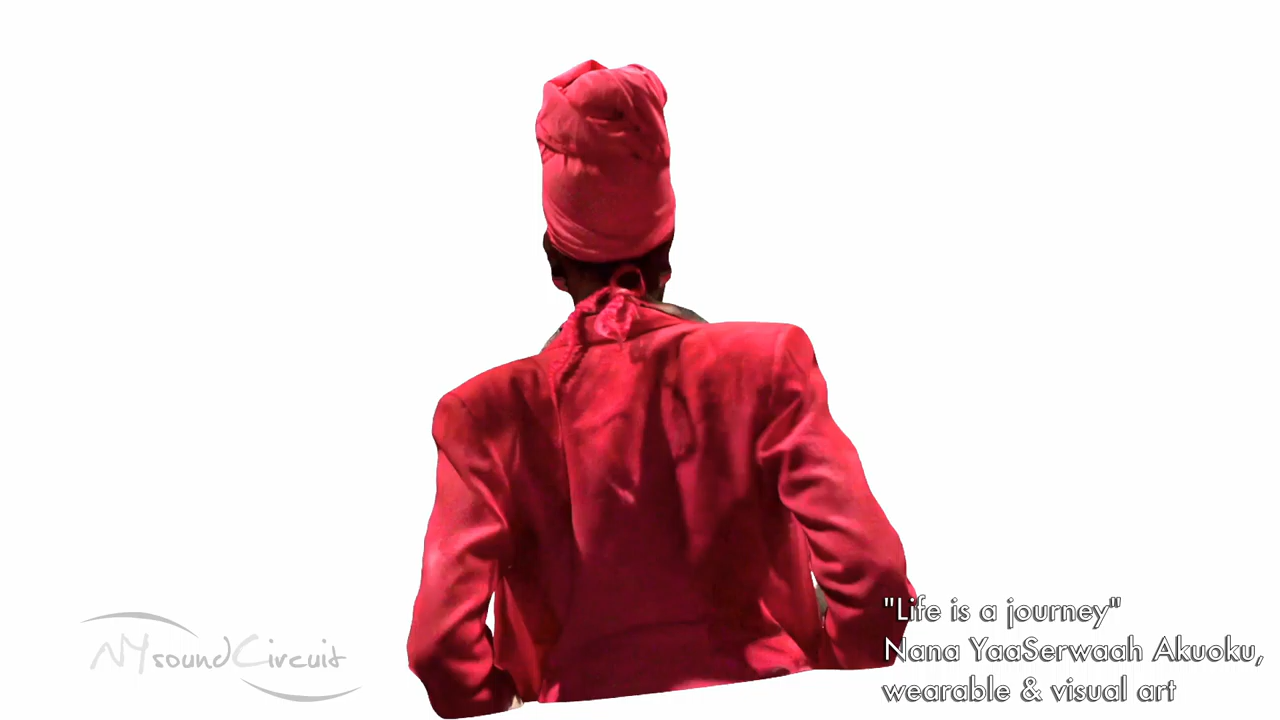 NYsoundCircuit
"Life is a journey"
Nana YaaSerwaah Akuoku,
wearable & visual art